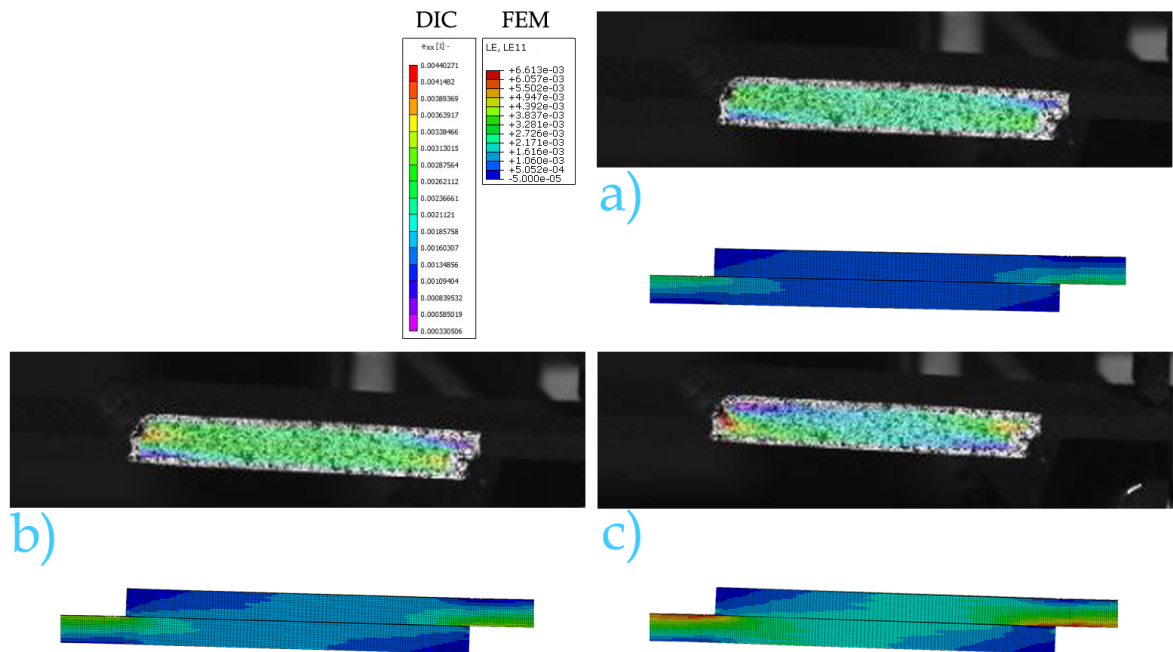 DIC
FEM
exx [1] -
0.00440271
0.0041482
0.00389369
0.00363917
0.00338466
0.00313015
0.00287564
0.00262112
0.00236661
0.0021121
0.00185758
0.00160307
0.00134856
0.00109404
0.000839532
0.000585019
0.000330506
LE, LE11
+6.613e-03
+6.057e-03
+5.502e-03
+4.947e-03
+4.392e-03
+3.837e-03
+3.281e-03
+2.726e-03
+2.171e-03
+1.616e-03
+1.060e-03
+5.052e-04
-5.000e-05
a)
b)
c)